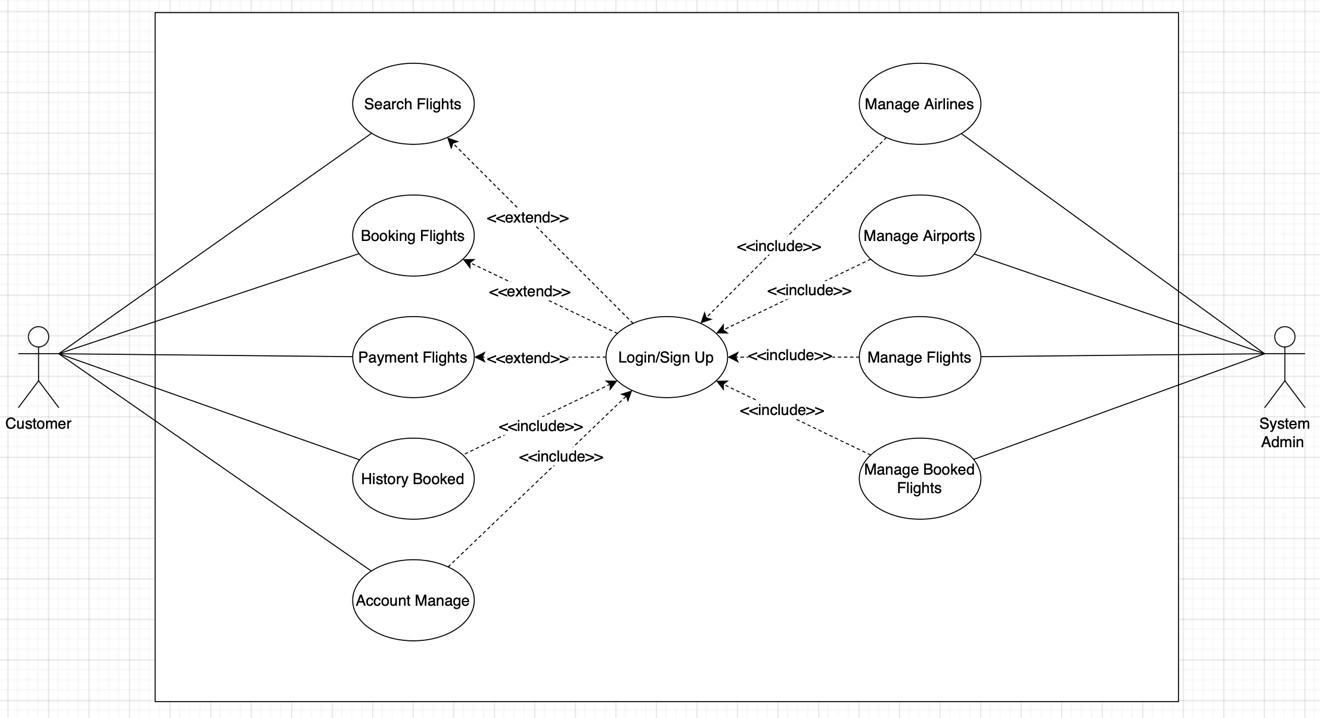 Search Flights
Manage Airlines
<<extend>>
Booking Flights
Manage Airports
<<include>>
<<extend>>
<<include>>
Payment Flights
<<extend>>
Login/Sign Up
<<include>>
Manage Flights
Customer
System
Admin
<<include>>
<<include>>
<<include>>
History Booked
Manage Booked
Flights
Account Manage